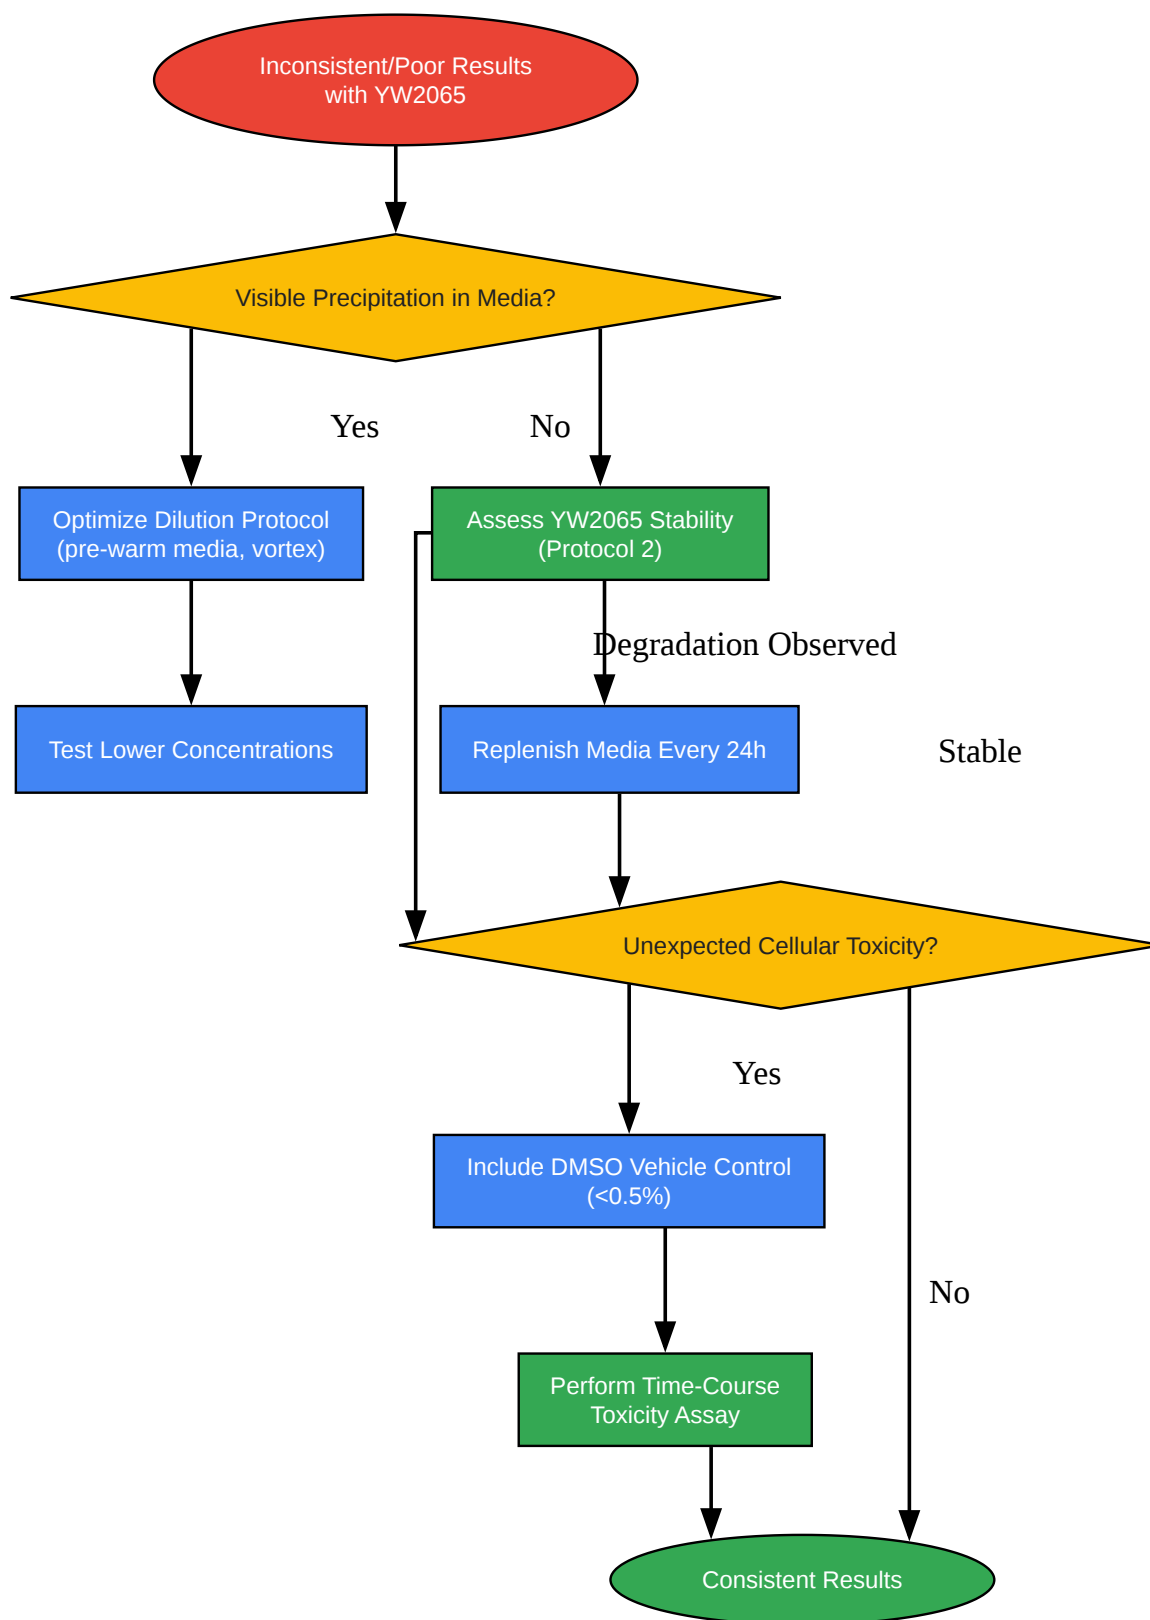 Inconsistent/Poor Results
with YW2065
Visible Precipitation in Media?
Yes
No
Optimize Dilution Protocol
(pre-warm media, vortex)
Assess YW2065 Stability
(Protocol 2)
Degradation Observed
Test Lower Concentrations
Replenish Media Every 24h
Stable
Unexpected Cellular Toxicity?
Yes
Include DMSO Vehicle Control
(<0.5%)
No
Perform Time-Course
Toxicity Assay
Consistent Results